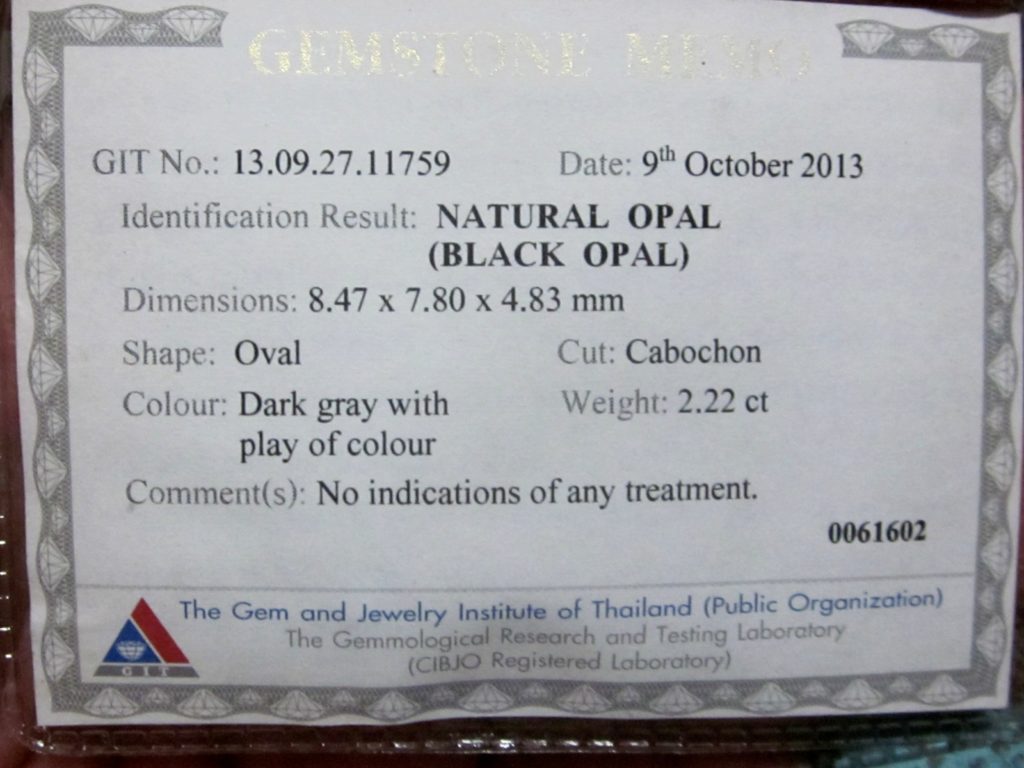 GEMSTONE MEMO
GIT No.: 13.09.27.11759 Date: 9th October 2013
Identification Result: NATURAL OPAL
(BLACK OPAL)
Dimensions: 8.47 x 7.80 x 4.83 mm
Shape: Oval Cut: Cabochon
Colour: Dark gray with Weight: 2.22 ct
play of colour
Comment(s): No indications of any treatment.
0061602
The Gem and Jewelry Institute of Thailand (Public Organization)
The Gemmological Research and Testing Laboratory
(CIBJO Registered Laboratory)
GIT